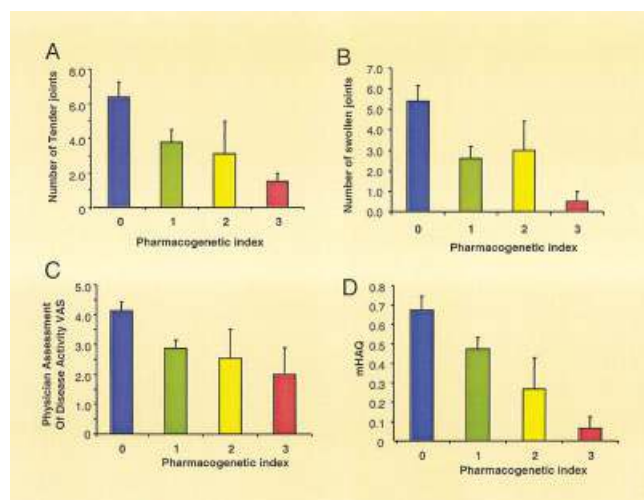 A
Number of Tender joints
8.0
6.0
4.0
2.0
0
0 1 2 3
Pharmacogenetic index
B
Number of swollen joints
7.0
6.0
5.0
4.0
3.0
2.0
1.0
0.0
0 1 2 3
Pharmacogenetic index
C
Physician Assessment
Of Disease Activity VAS
5.0
4.0
3.0
2.0
1.0
0
0 1 2 3
Pharmacogenetic index
D
mHAQ
0.8
0.7
0.6
0.5
0.4
0.3
0.2
0.1
0
0 1 2 3
Pharmacogenetic index